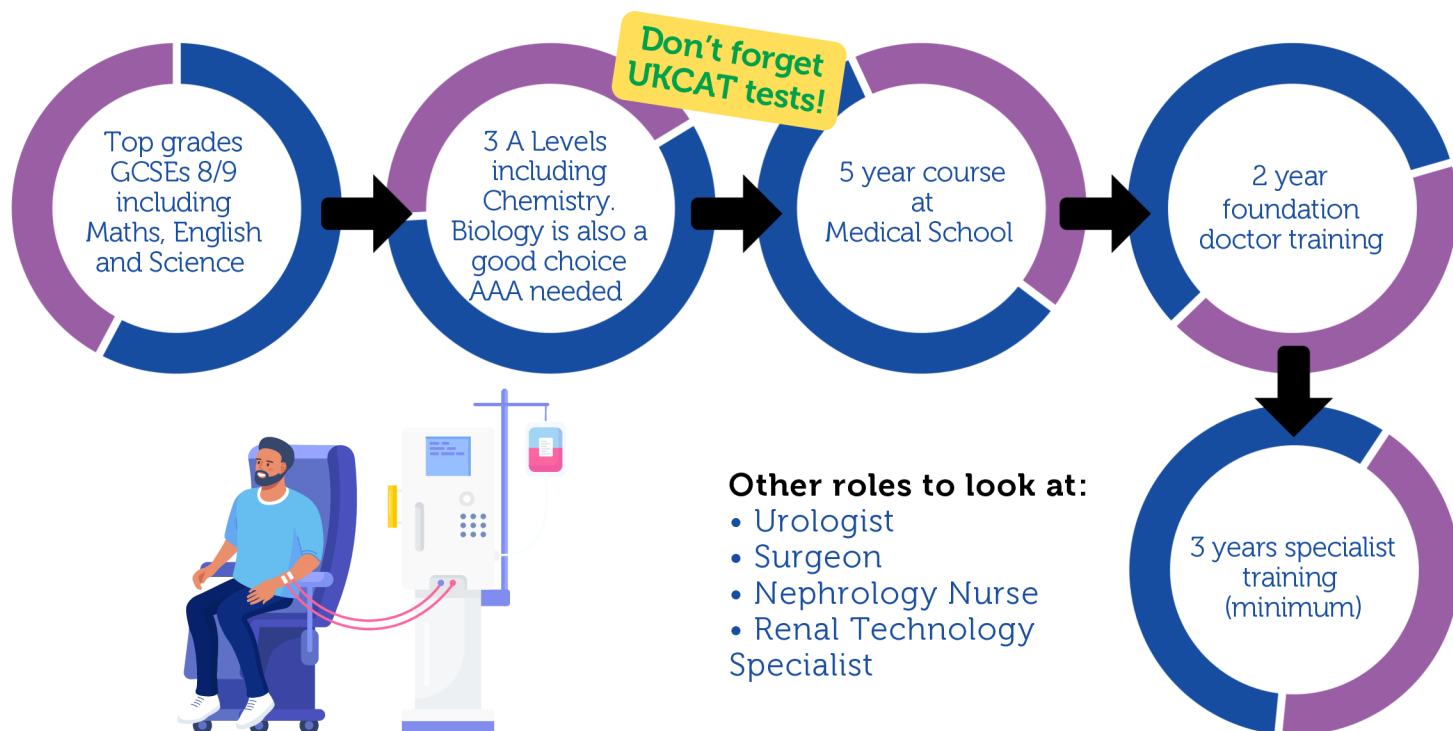 Top grades
GCSEs 8/9
including
Maths, English
and Science
3 A Levels
including
Chemistry.
Biology is also a
good choice
AAA needed
Don't forget
UKCAT tests!
5 year course
at
Medical School
2 year
foundation
doctor training
3 years specialist
training
(minimum)
Other roles to look at:
• Urologist
• Surgeon
• Nephrology Nurse
• Renal Technology
Specialist